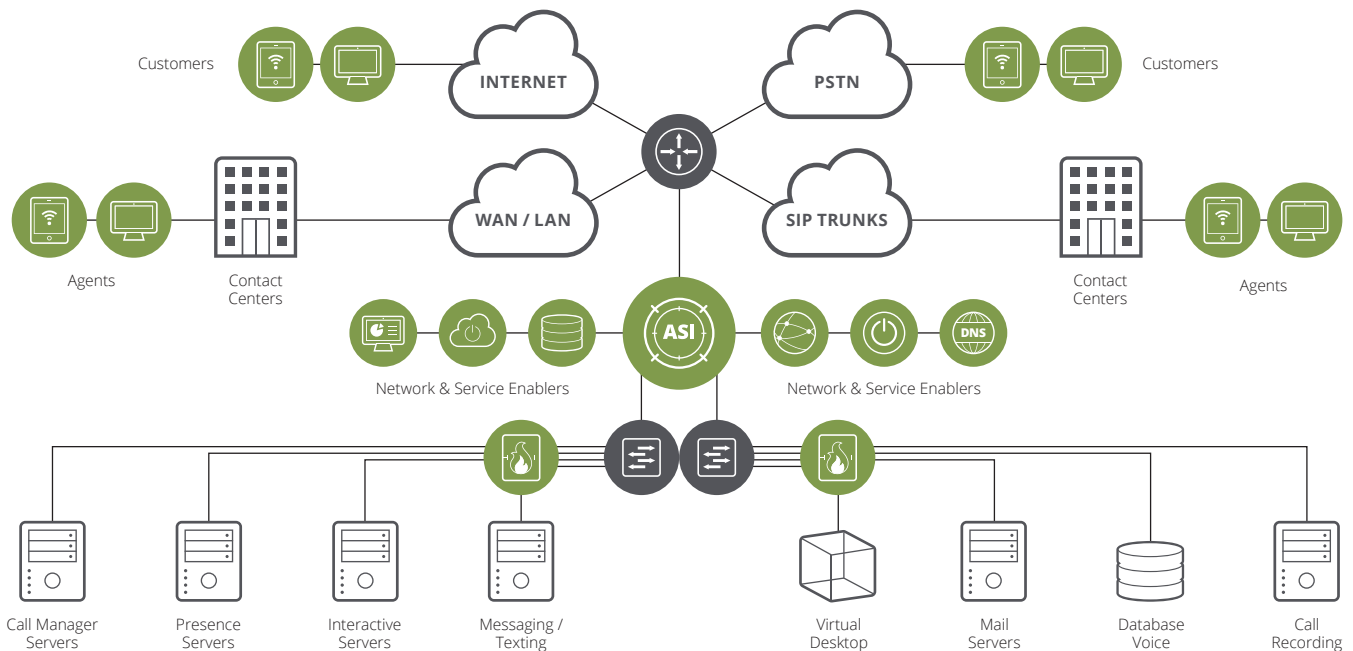 Customers
INTERNET
PSTN
Customers
WAN / LAN
SIP TRUNKS
Agents
Contact
Centers
Contact
Centers
Agents
ASI
DNS
Network & Service Enablers
Network & Service Enablers
Call Manager
Servers
Presence
Servers
Interactive
Servers
Messaging /
Texting
Virtual
Desktop
Mail
Servers
Database
Voice
Call
Recording